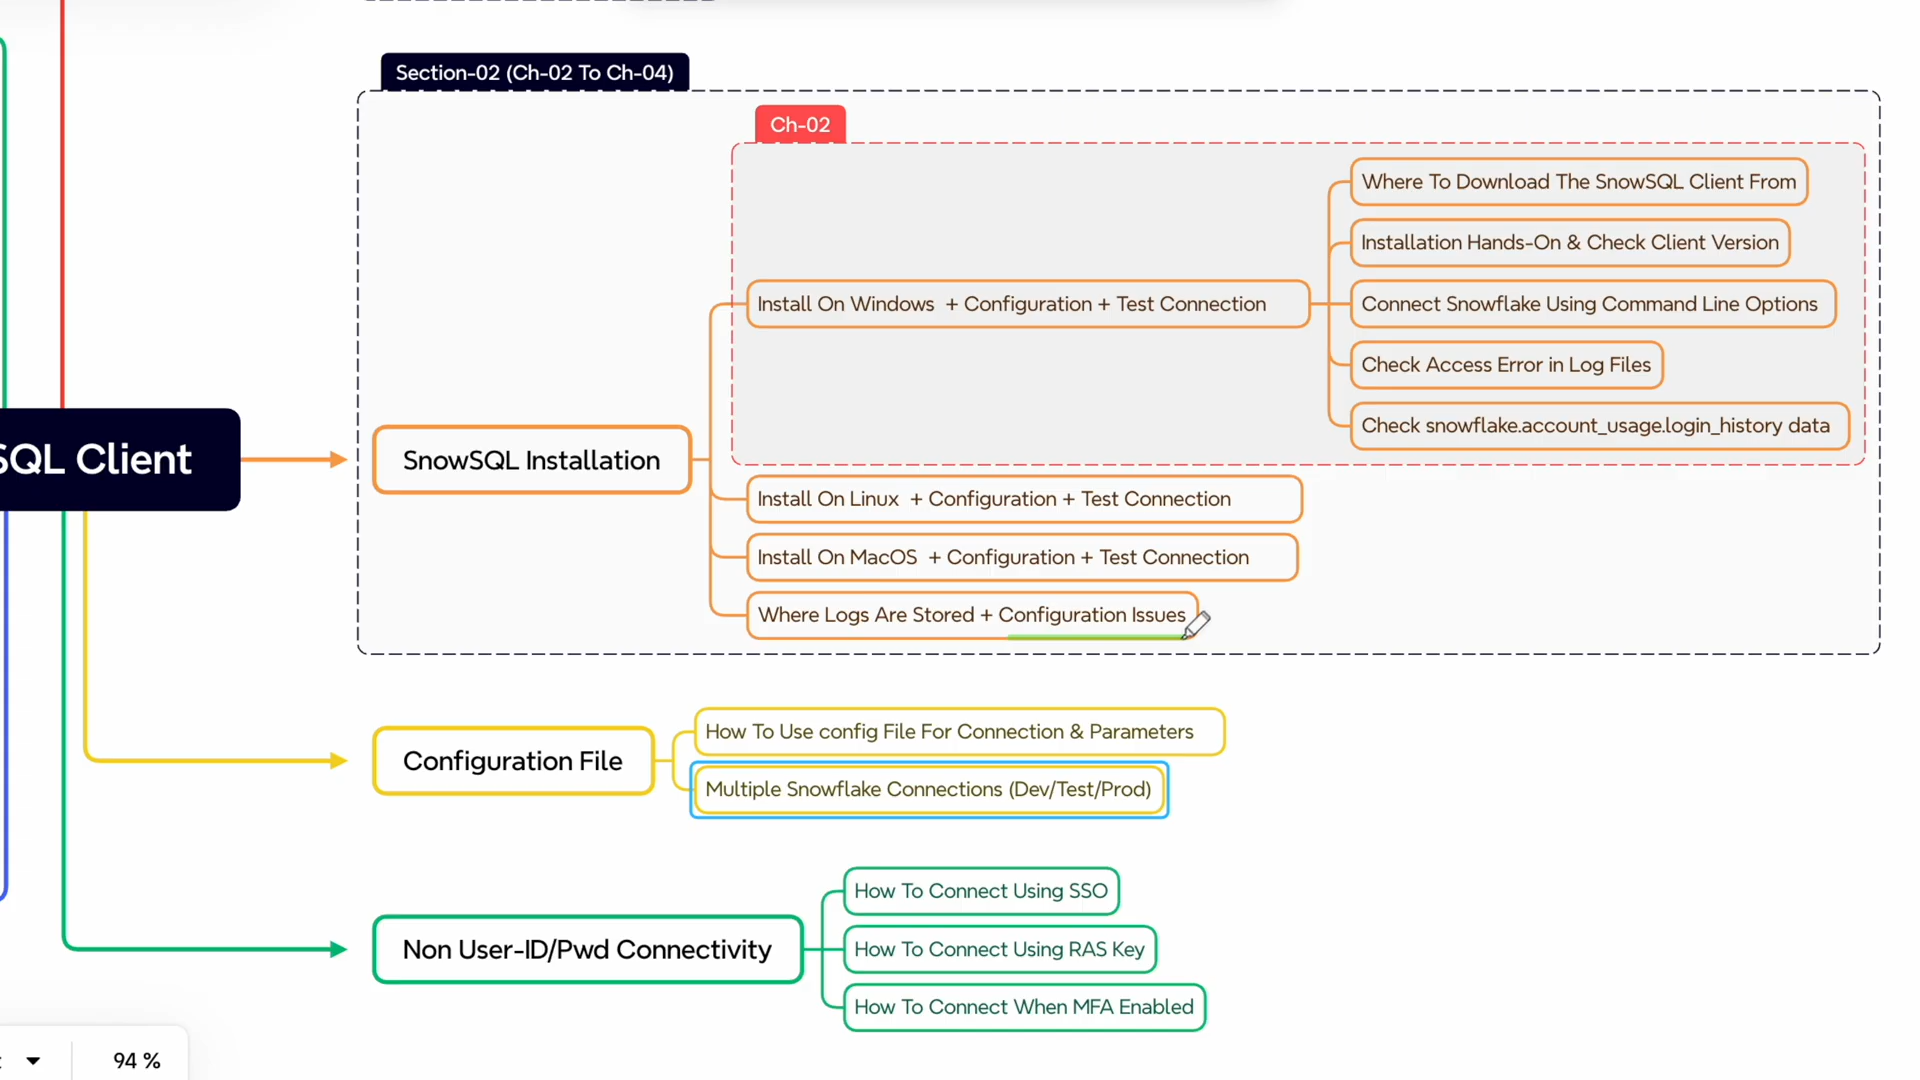 Section-02 (Ch-02 To Ch-04)
Ch-02
Where To Download The SnowSQL Client From
Installation Hands-On & Check Client Version
Install On Windows + Configuration + Test Connection
Connect Snowflake Using Command Line Options
Check Access Error in Log Files
Check snowflake.account_usage.login_history data
SQL Client
SnowSQL Installation
Install On Linux + Configuration + Test Connection
Install On MacOS + Configuration + Test Connection
Where Logs Are Stored + Configuration Issues
Configuration File
How To Use config File For Connection & Parameters
Multiple Snowflake Connections (Dev/Test/Prod)
Non User-ID/Pwd Connectivity
How To Connect Using SSO
How To Connect Using RAS Key
How To Connect When MFA Enabled
94 %